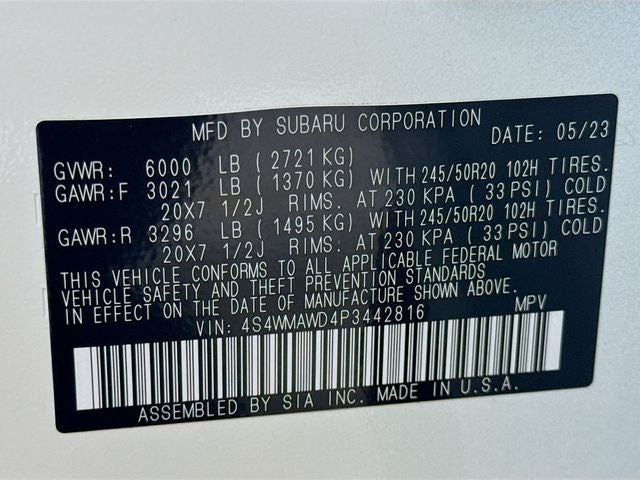 MFD BY SUBARU CORPORATION DATE: 05/23
GVWR: 6000 LB (2721 KG)
GAWR:F 3021 LB (1370 KG) WITH 245/50R20 102H TIRES.
20X7 1/2J RIMS. AT 230 KPA (33 PSI) COLD
GAWR:R 3296 LB (1495 KG) WITH 245/50R20 102H TIRES.
20X7 1/2J RIMS. AT 230 KPA (33 PSI) COLD
THIS VEHICLE CONFORMS TO ALL APPLICABLE FEDERAL MOTOR
VEHICLE SAFETY AND THEFT PREVENTION STANDARDS
IN EFFECT ON THE DATE OF MANUFACTURE SHOWN ABOVE.
VIN: 4S4WMAWD4P3442816 MPV
ASSEMBLED BY SIA INC. MADE IN U.S.A.